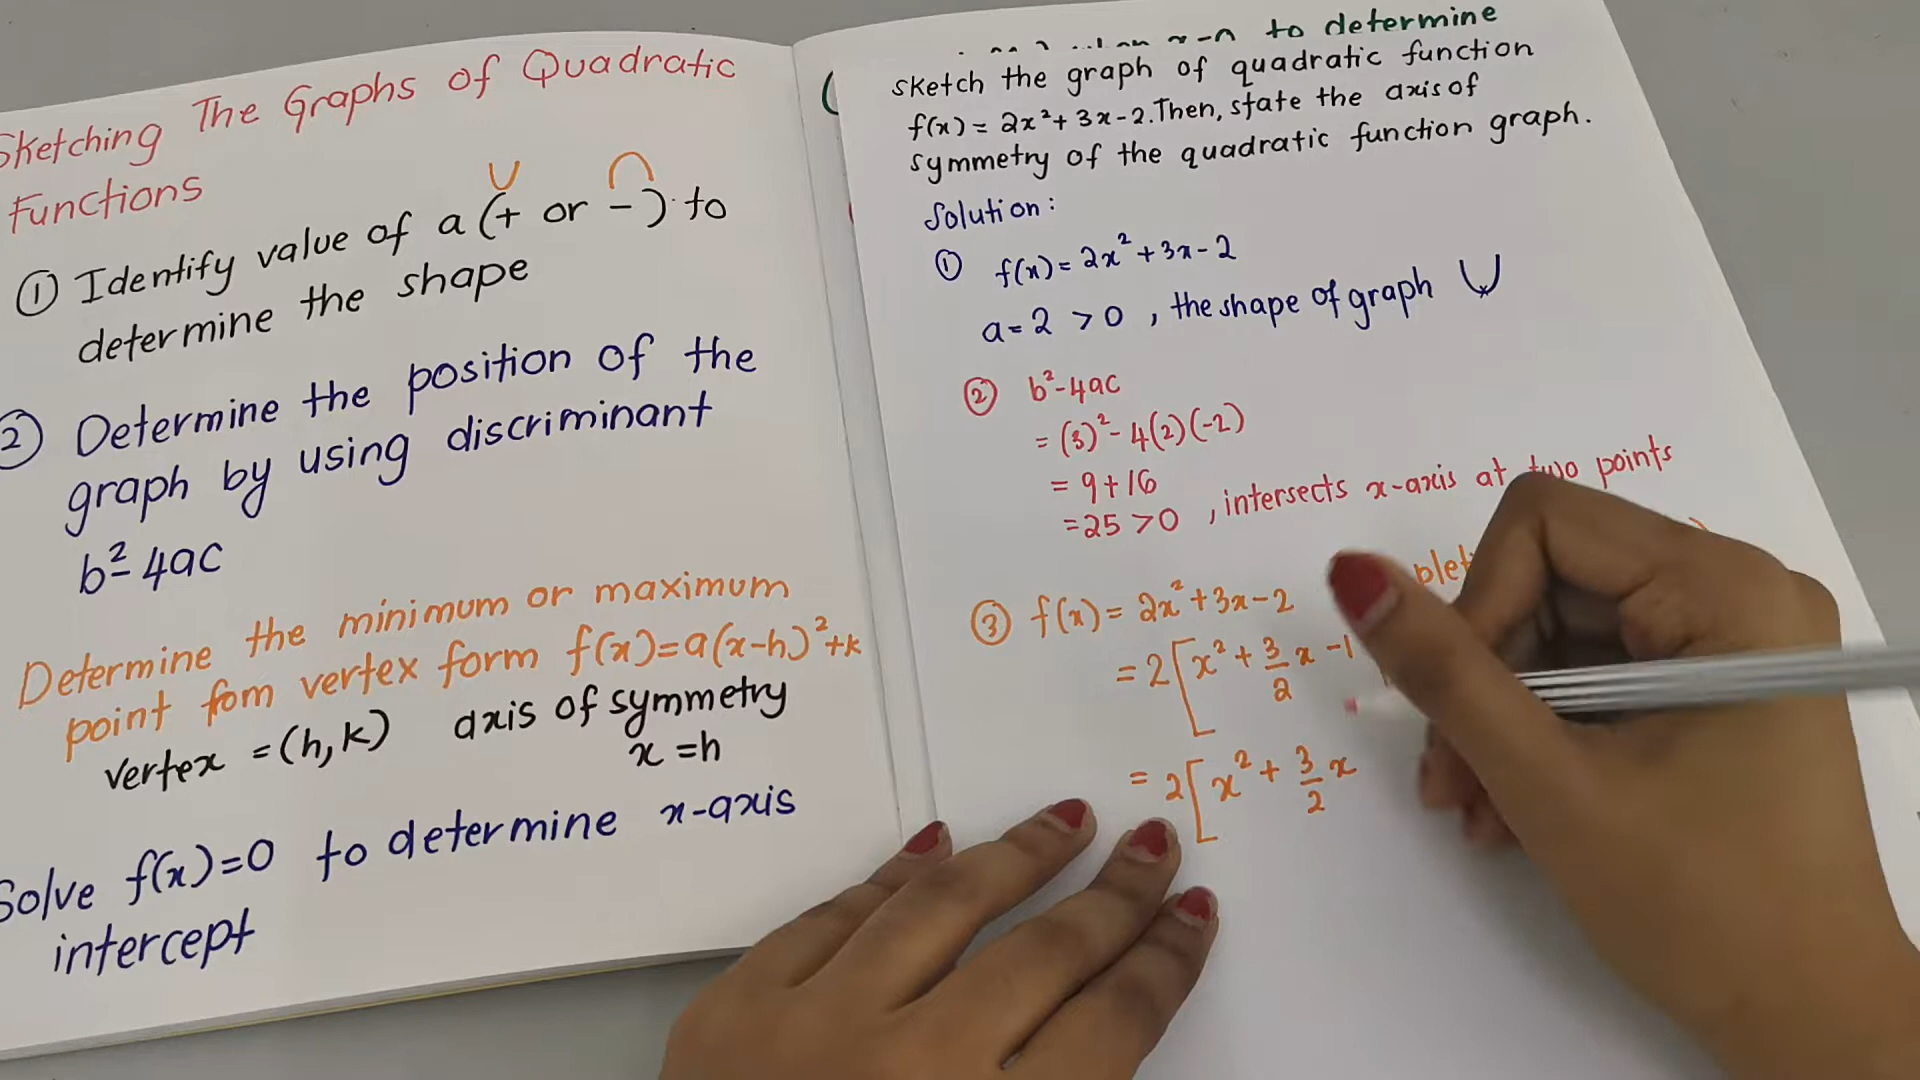 Sketching The Graphs of Quadratic
Functions
① Identify value of a (+ or −) to
determine the shape
② Determine the position of the
graph by using discriminant
b² - 4ac
Determine the minimum or maximum
point fom vertex form f(x)=a(x-h)²+k
vertex = (h, k) axis of symmetry
x = h
Solve f(x)=0 to determine x-axis
intercept
to determine
sketch the graph of quadratic function
f(x) = 2x² + 3x - 2. Then, state the axis of
symmetry of the quadratic function graph.
Solution:
① f(x) = 2x² + 3x - 2
a = 2 > 0 , the shape of graph
② b² - 4ac
= (3)² - 4(2)(-2)
= 9 + 16
= 25 > 0 , intersects x-axis at two points
③ f(x) = 2x² + 3x - 2
= 2[x² + 3/2 x - 1
= 2[x² + 3/2 x